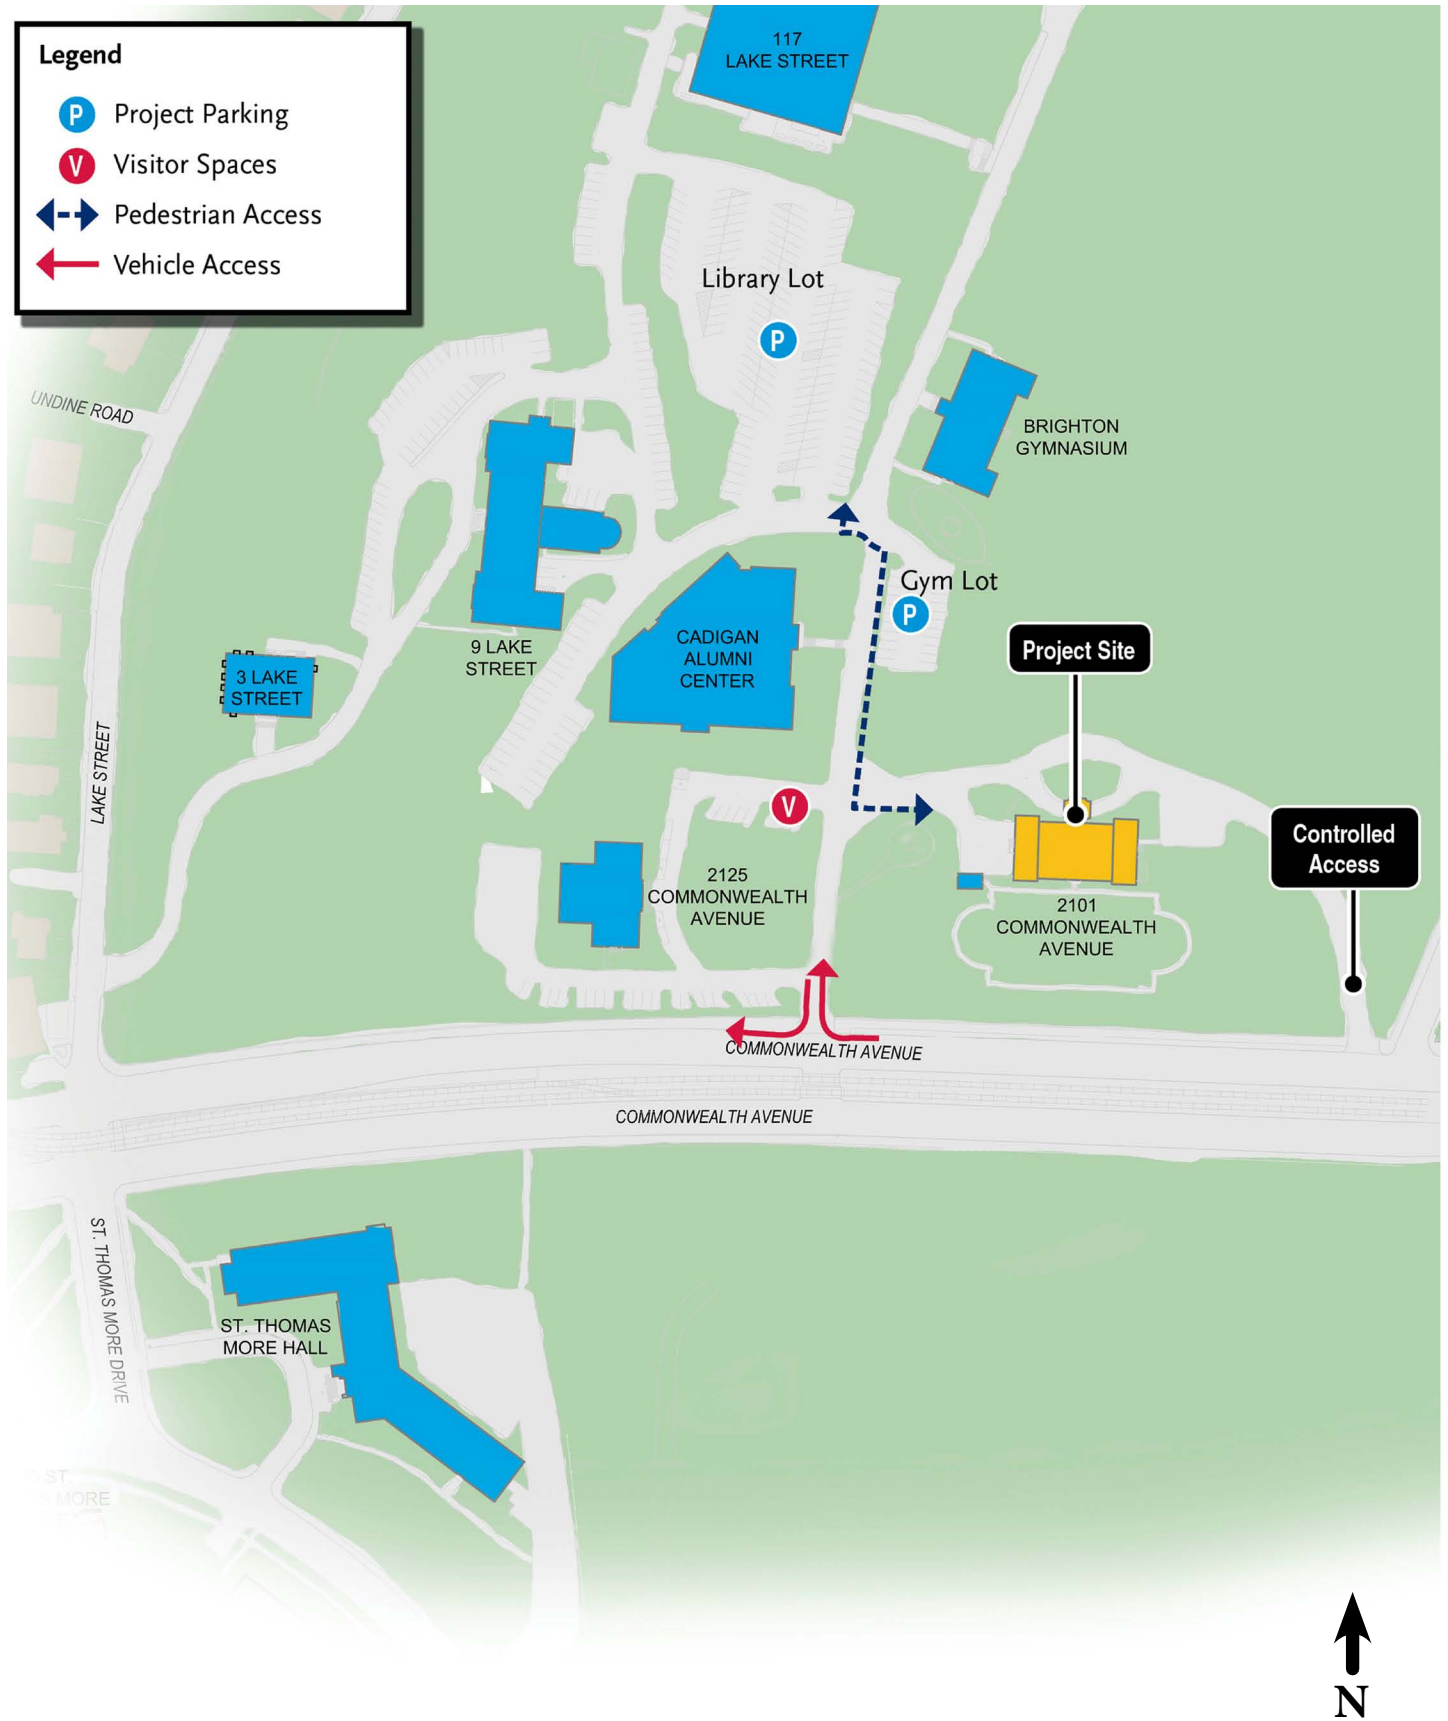 Legend
P Project Parking
V Visitor Spaces
Pedestrian Access
Vehicle Access
117
LAKE STREET
Library Lot
P
UNDINE ROAD
BRIGHTON
GYMNASIUM
Gym Lot
P
9 LAKE
STREET
CADIGAN
ALUMNI
CENTER
Project Site
3 LAKE
STREET
LAKE STREET
V
Controlled
Access
2125
COMMONWEALTH
AVENUE
2101
COMMONWEALTH
AVENUE
COMMONWEALTH AVENUE
COMMONWEALTH AVENUE
ST. THOMAS MORE DRIVE
ST. THOMAS
MORE HALL
ST.
MORE
N